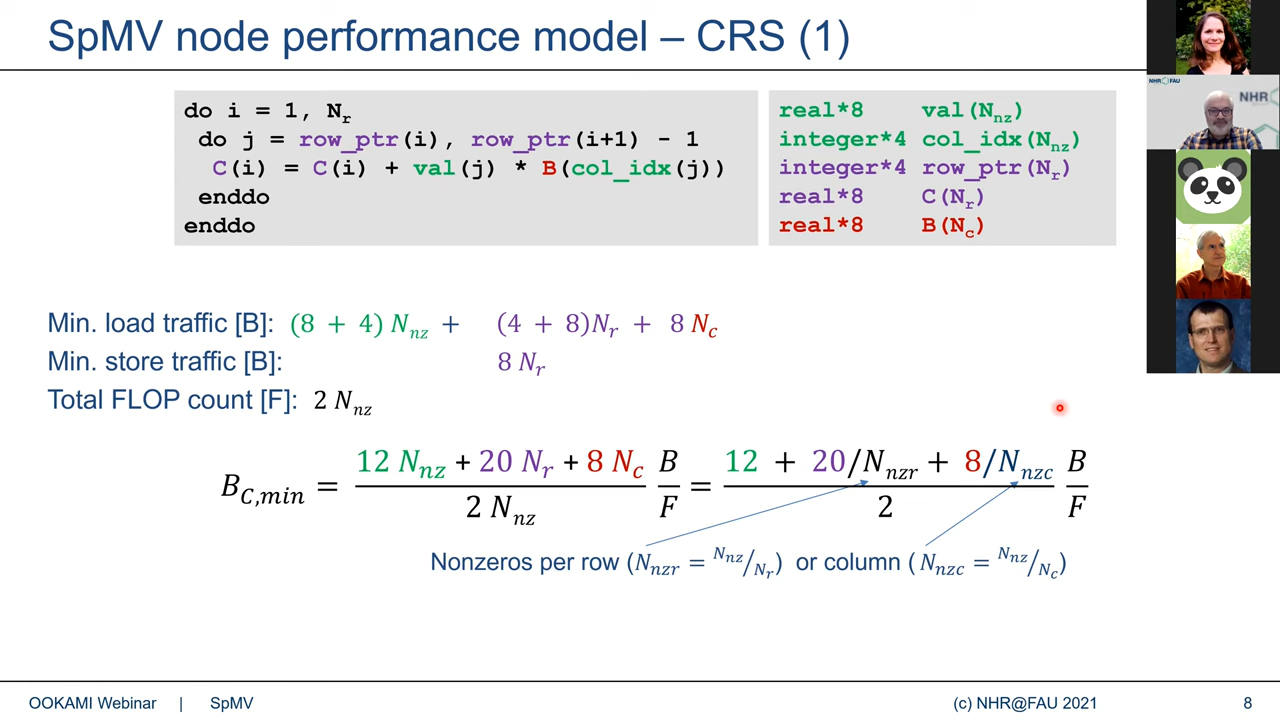 SpMV node performance model – CRS (1)
do i = 1, Nr
do j = row_ptr(i), row_ptr(i+1) - 1
C(i) = C(i) + val(j) * B(col_idx(j))
enddo
enddo
real*8 val(Nnz)
integer*4 col_idx(Nnz)
integer*4 row_ptr(Nr)
real*8 C(Nr)
real*8 B(Nc)
NHR FAU
NHR
Min. load traffic [B]: (8 + 4) Nnz + (4 + 8)Nr + 8 Nc
Min. store traffic [B]: 8 Nr
Total FLOP count [F]: 2 Nnz
BC,min = (12 Nnz + 20 Nr + 8 Nc) / (2 Nnz) B/F = (12 + 20/Nnzr + 8/Nnzc) / 2 B/F
Nonzeros per row (Nnzr = Nnz/Nr) or column ( Nnzc = Nnz/Nc)
OOKAMI Webinar | SpMV (c) NHR@FAU 2021 8